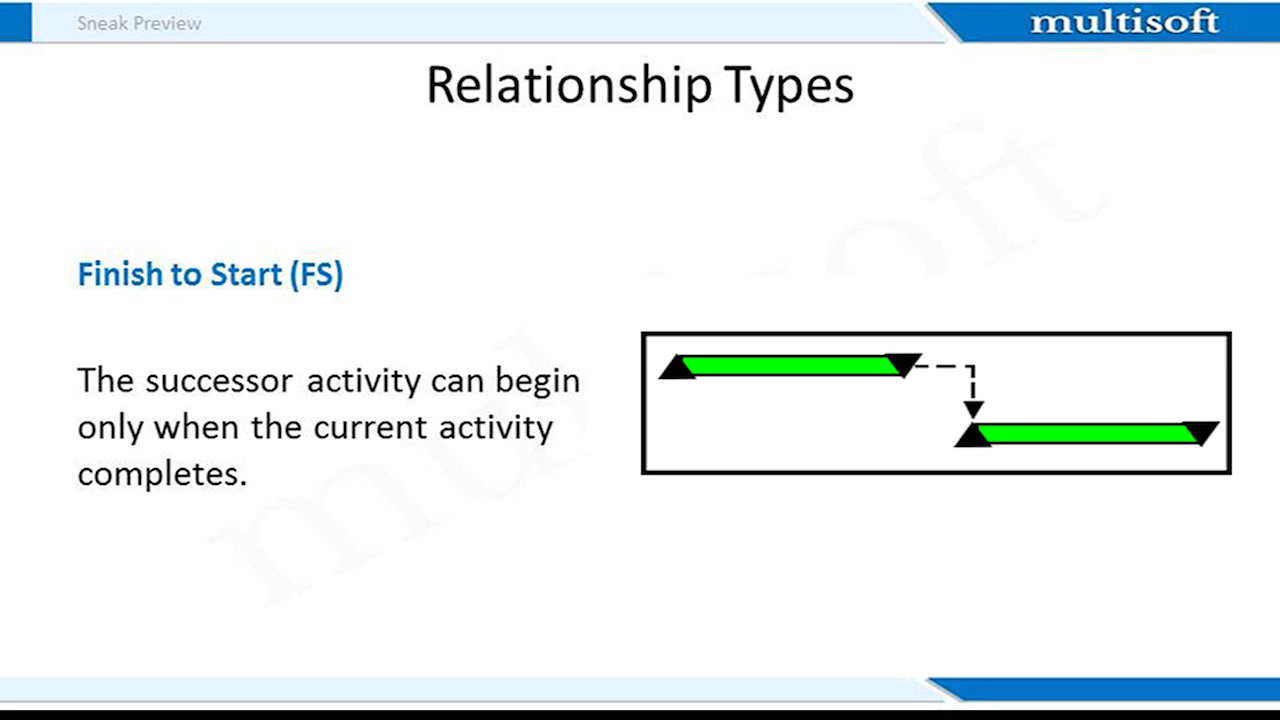 Sneak Preview
multisoft
Relationship Types
Finish to Start (FS)
The successor activity can begin
only when the current activity
completes.
multisoft